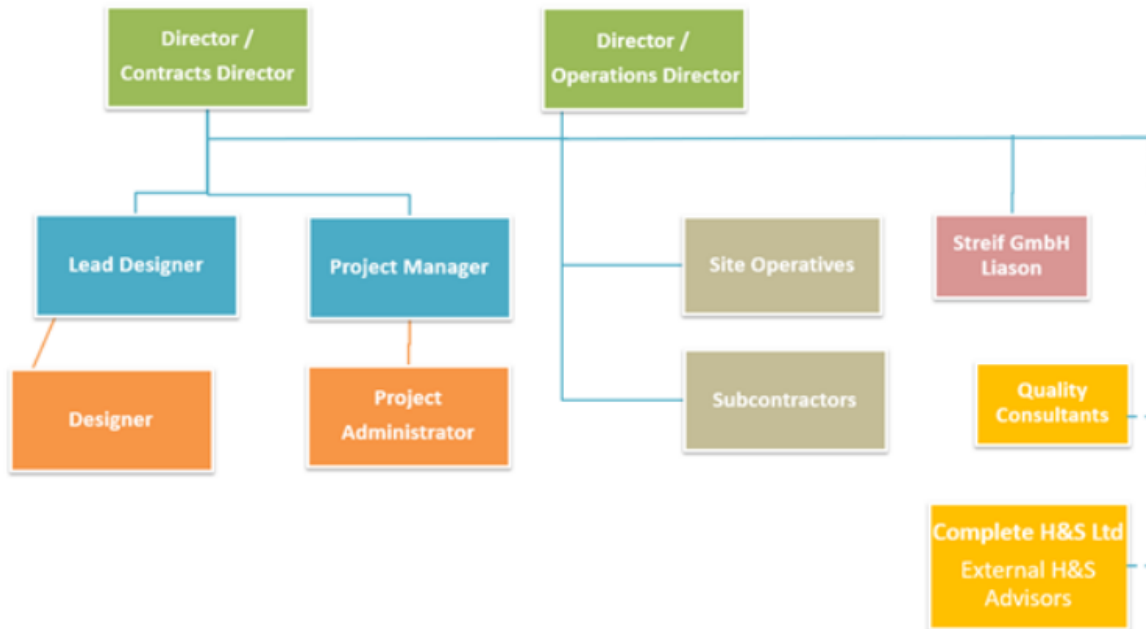 Director /
Contracts Director
Director /
Operations Director
Lead Designer
Project Manager
Site Operatives
Streif GmbH
Liason
Designer
Project
Administrator
Subcontractors
Quality
Consultants
Complete H&S Ltd
External H&S
Advisors